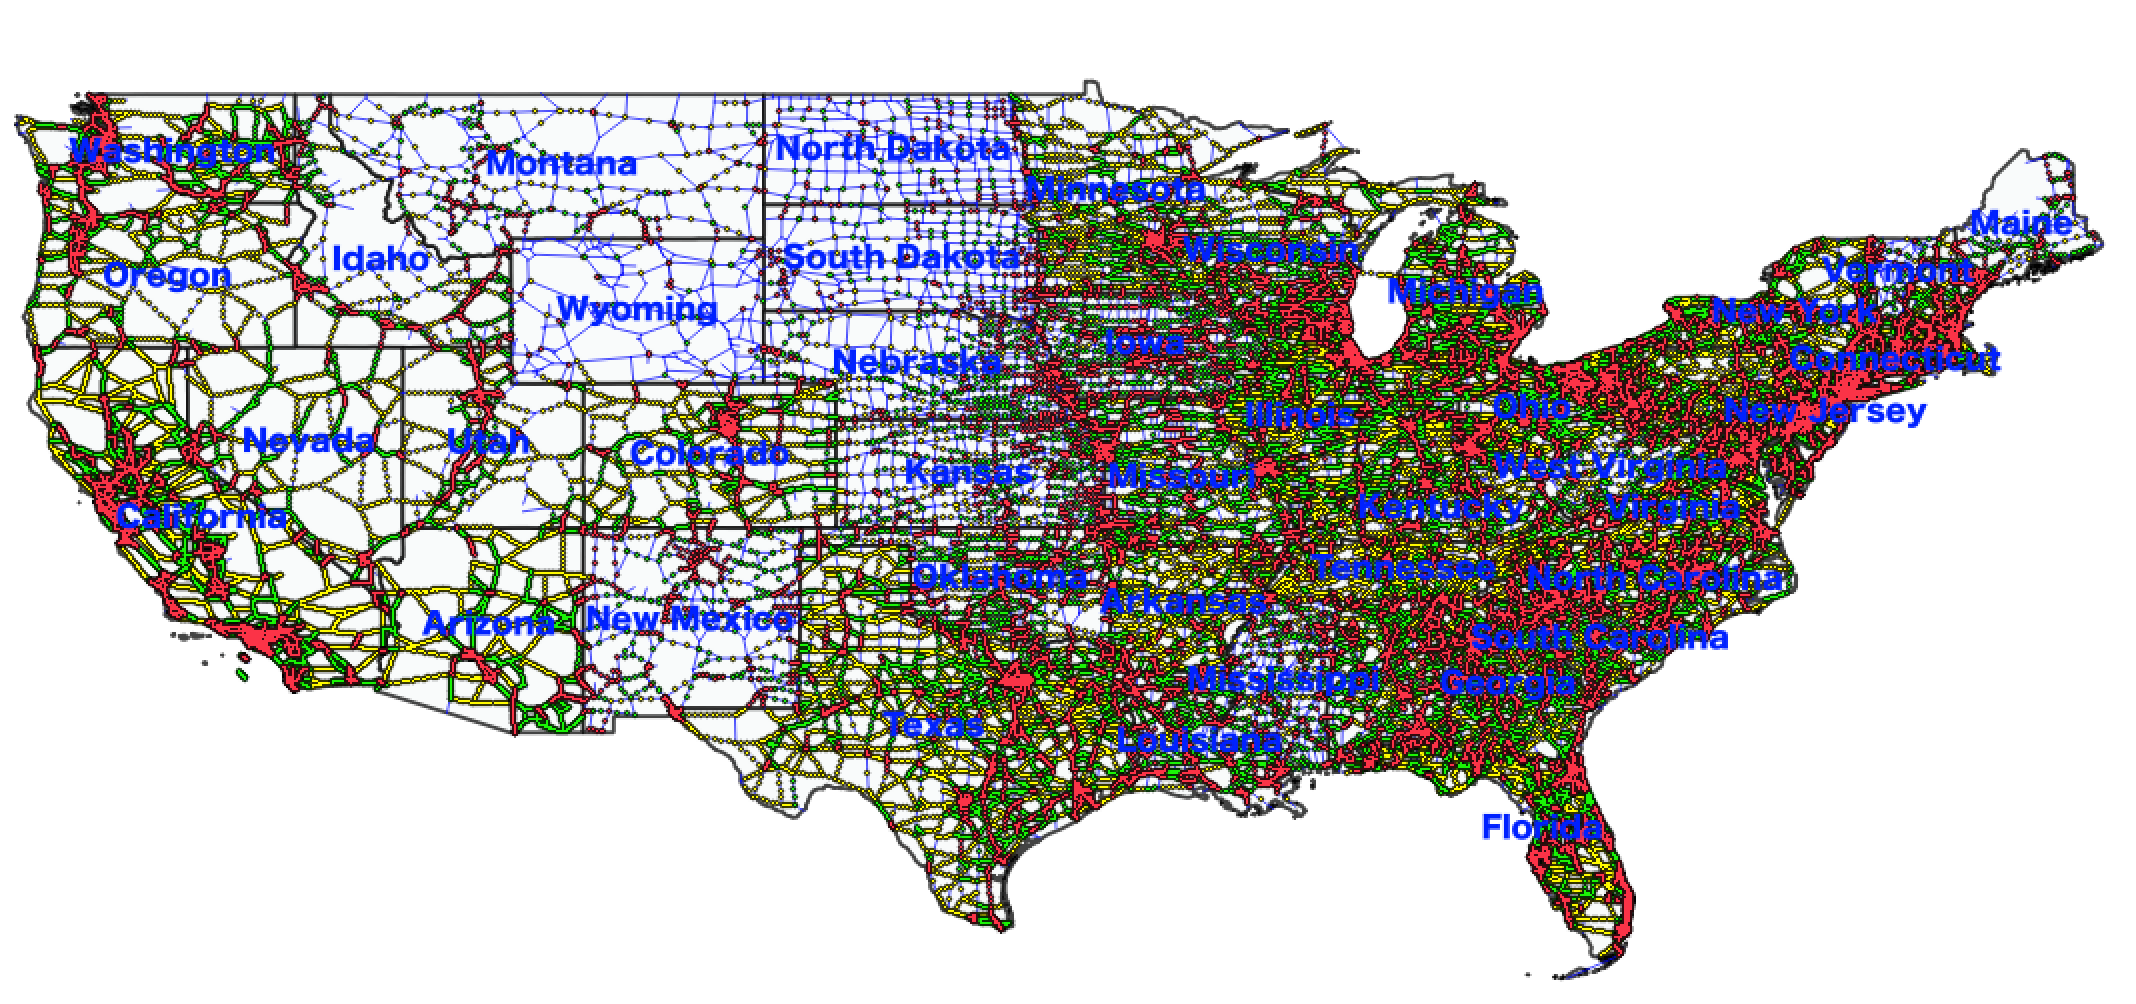 Washington
Montana
North Dakota
Minnesota
Maine
Oregon
Idaho
South Dakota
Wisconsin
Vermont
Wyoming
Michigan
New York
Nebraska
Iowa
Connecticut
Nevada
Utah
Colorado
Illinois
Ohio
New Jersey
Kansas
Missouri
West Virginia
California
Kentucky
Virginia
Arizona
New Mexico
Oklahoma
Arkansas
Tennessee
North Carolina
South Carolina
Mississippi
Georgia
Texas
Louisiana
Florida